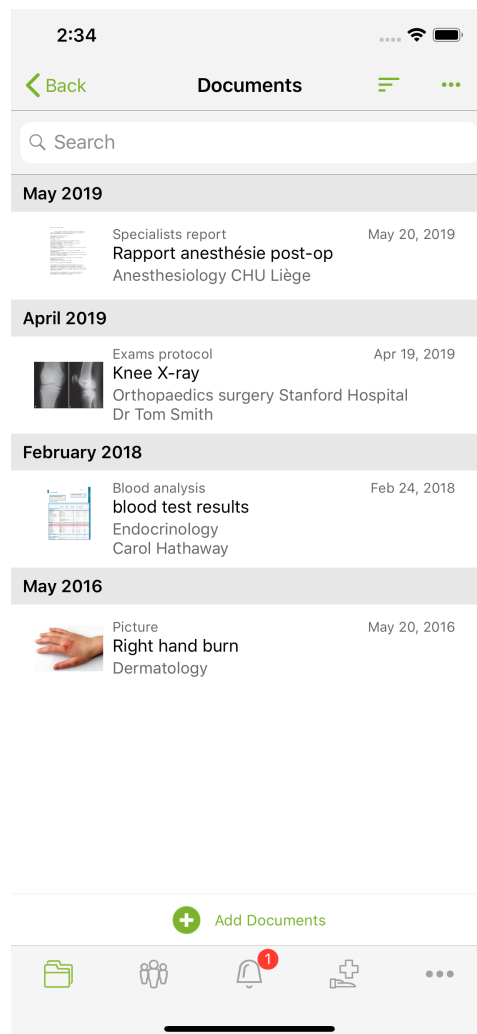 2:34
Back
Documents
Search
May 2019
Specialists report
May 20, 2019
Rapport anesthésie post-op
Anesthesiology CHU Liège
April 2019
Exams protocol
Apr 19, 2019
Knee X-ray
Orthopaedics surgery Stanford Hospital
Dr Tom Smith
February 2018
Blood analysis
Feb 24, 2018
blood test results
Endocrinology
Carol Hathaway
May 2016
Picture
May 20, 2016
Right hand burn
Dermatology
Add Documents
1